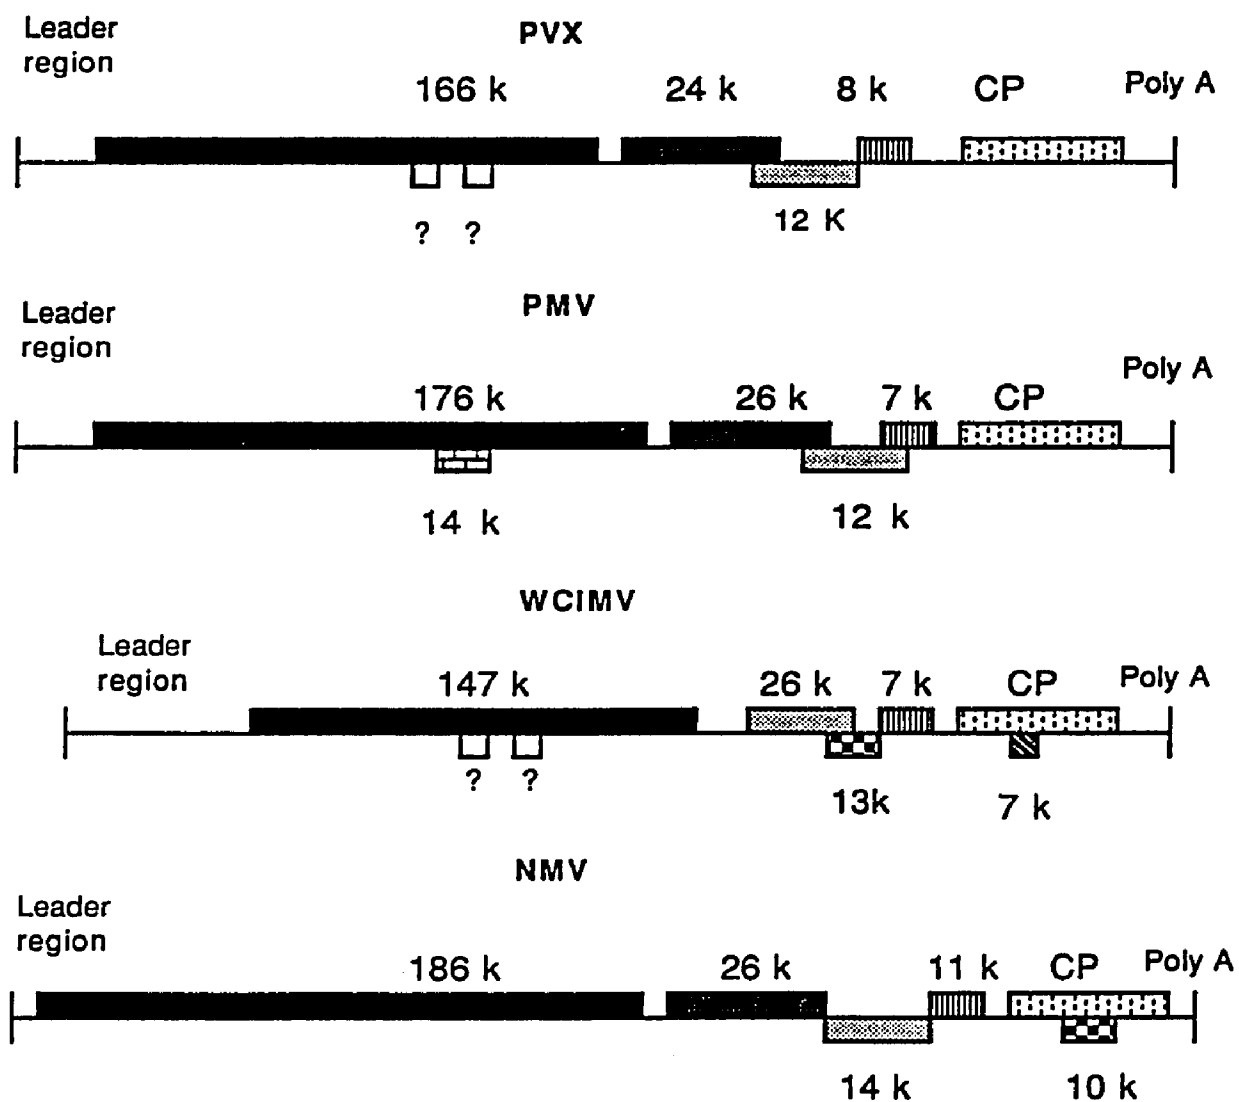 PVX
Leader
region
166 k 24 k 8 k CP Poly A
? ? 12 K
PMV
Leader
region
176 k 26 k 7 k CP Poly A
14 k 12 k
WCIMV
Leader
region
147 k 26 k 7 k CP Poly A
? ? 13k 7 k
NMV
Leader
region
186 k 26 k 11 k CP Poly A
14 k 10 k